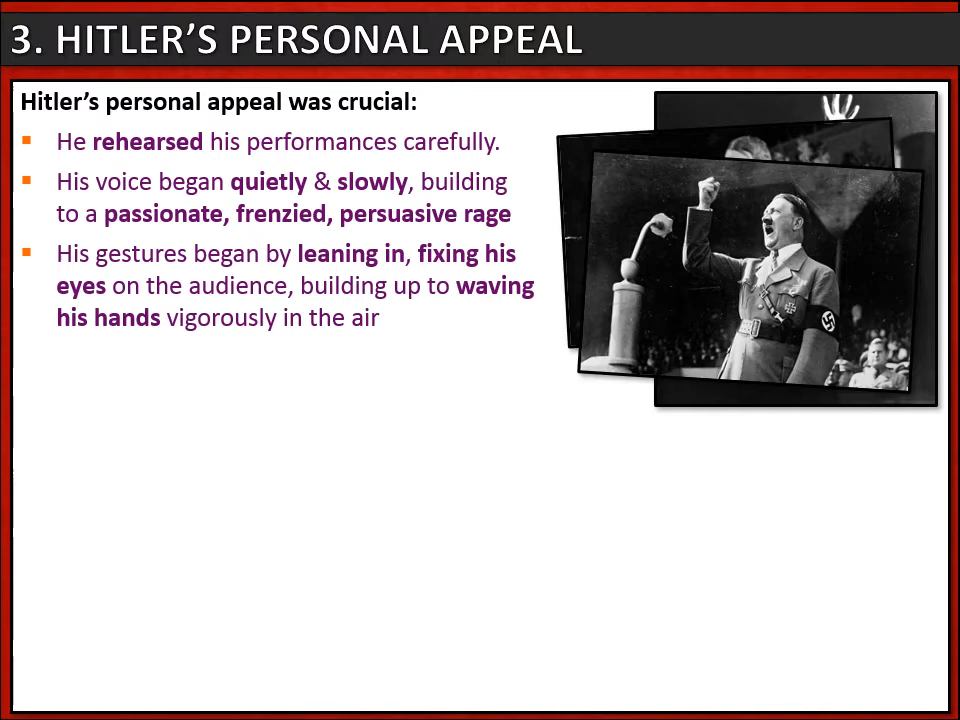 3. HITLER’S PERSONAL APPEAL
Hitler’s personal appeal was crucial:
▪ He rehearsed his performances carefully.
▪ His voice began quietly & slowly, building
to a passionate, frenzied, persuasive rage
▪ His gestures began by leaning in, fixing his
eyes on the audience, building up to waving
his hands vigorously in the air